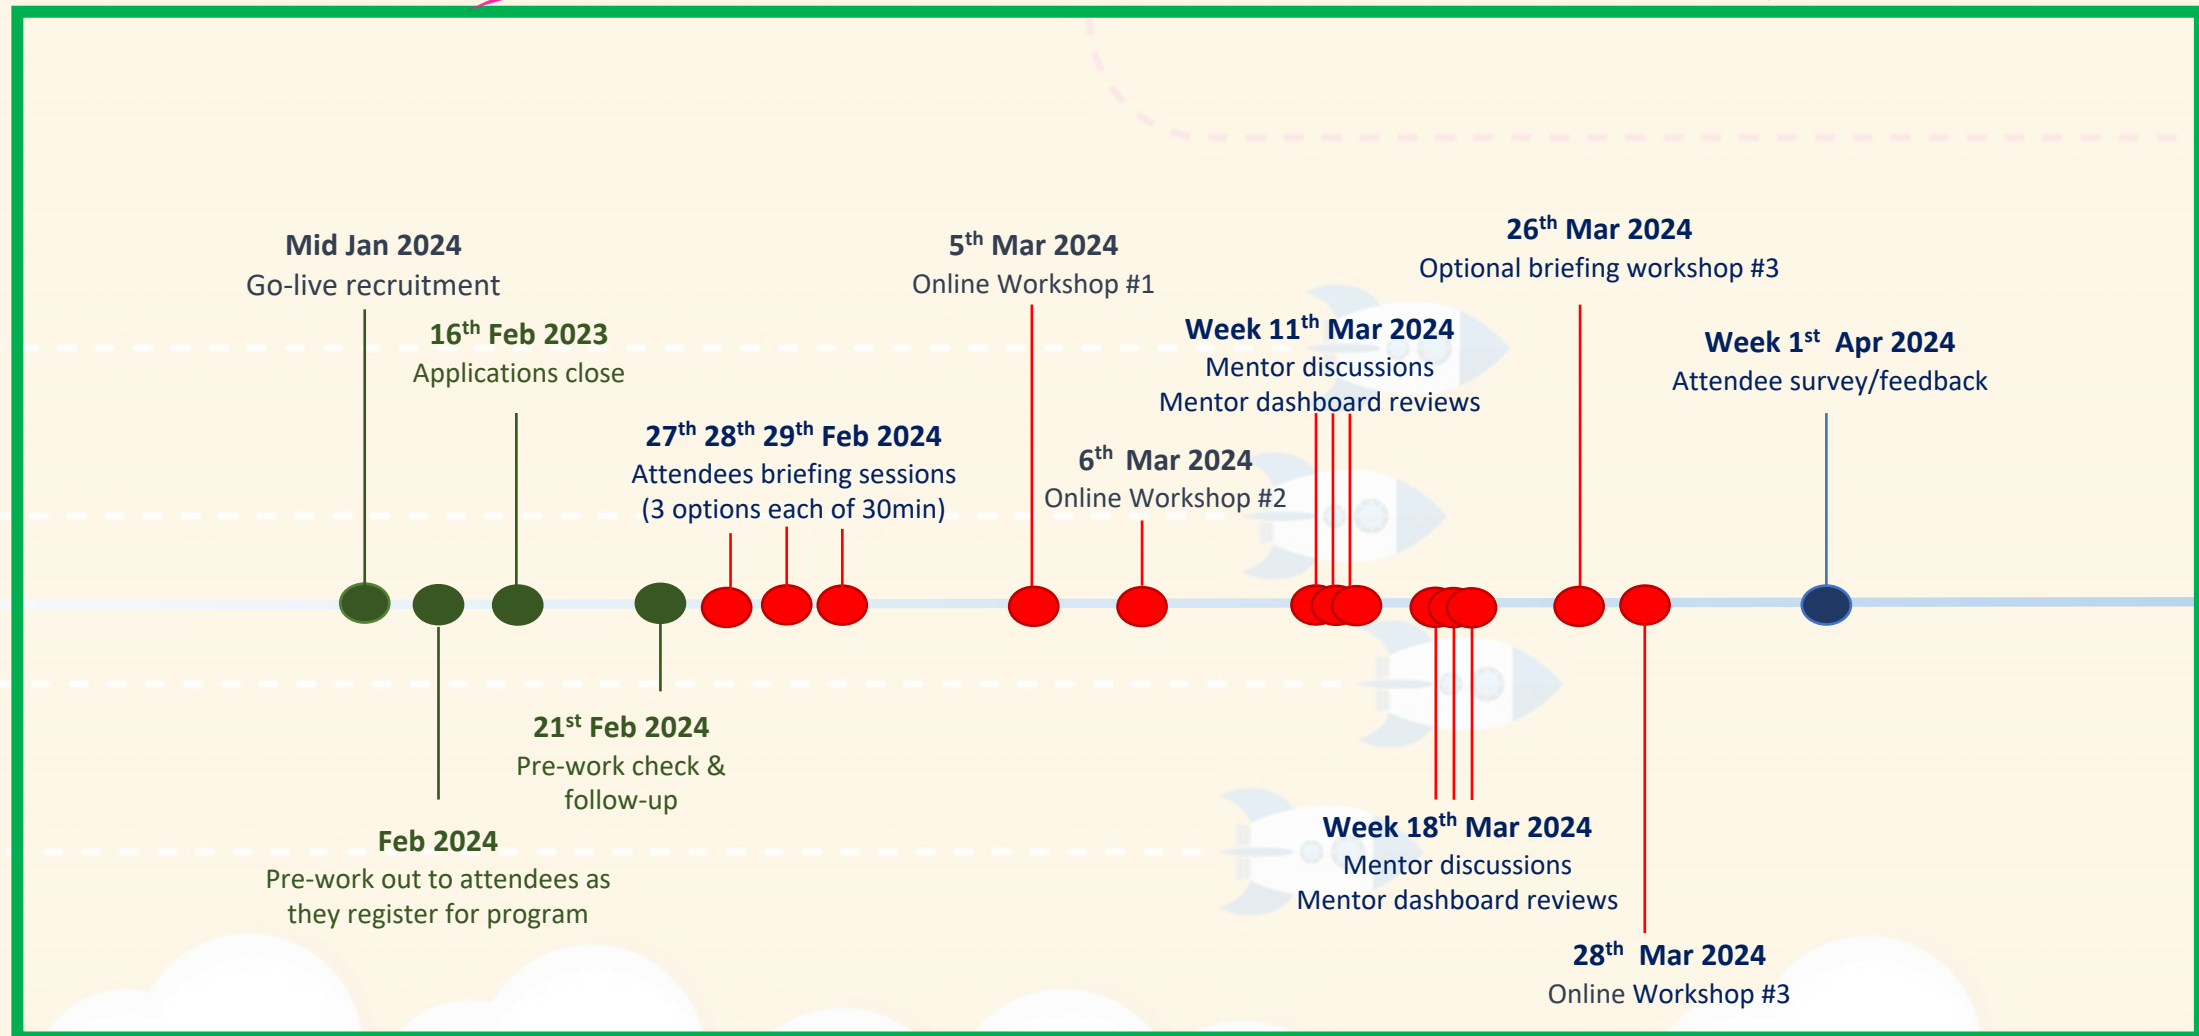 Mid Jan 2024
Go-live recruitment
16th Feb 2023
Applications close
27th 28th 29th Feb 2024
Attendees briefing sessions
(3 options each of 30min)
5th Mar 2024
Online Workshop #1
6th Mar 2024
Online Workshop #2
Week 11th Mar 2024
Mentor discussions
Mentor dashboard reviews
26th Mar 2024
Optional briefing workshop #3
Week 1st Apr 2024
Attendee survey/feedback
21st Feb 2024
Pre-work check &
follow-up
Feb 2024
Pre-work out to attendees as
they register for program
Week 18th Mar 2024
Mentor discussions
Mentor dashboard reviews
28th Mar 2024
Online Workshop #3